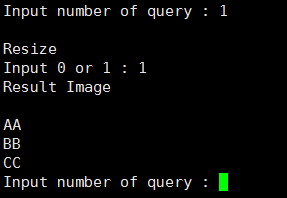 Input number of query : 1
Resize
Input 0 or 1 : 1
Result Image
AA
BB
CC
Input number of query :